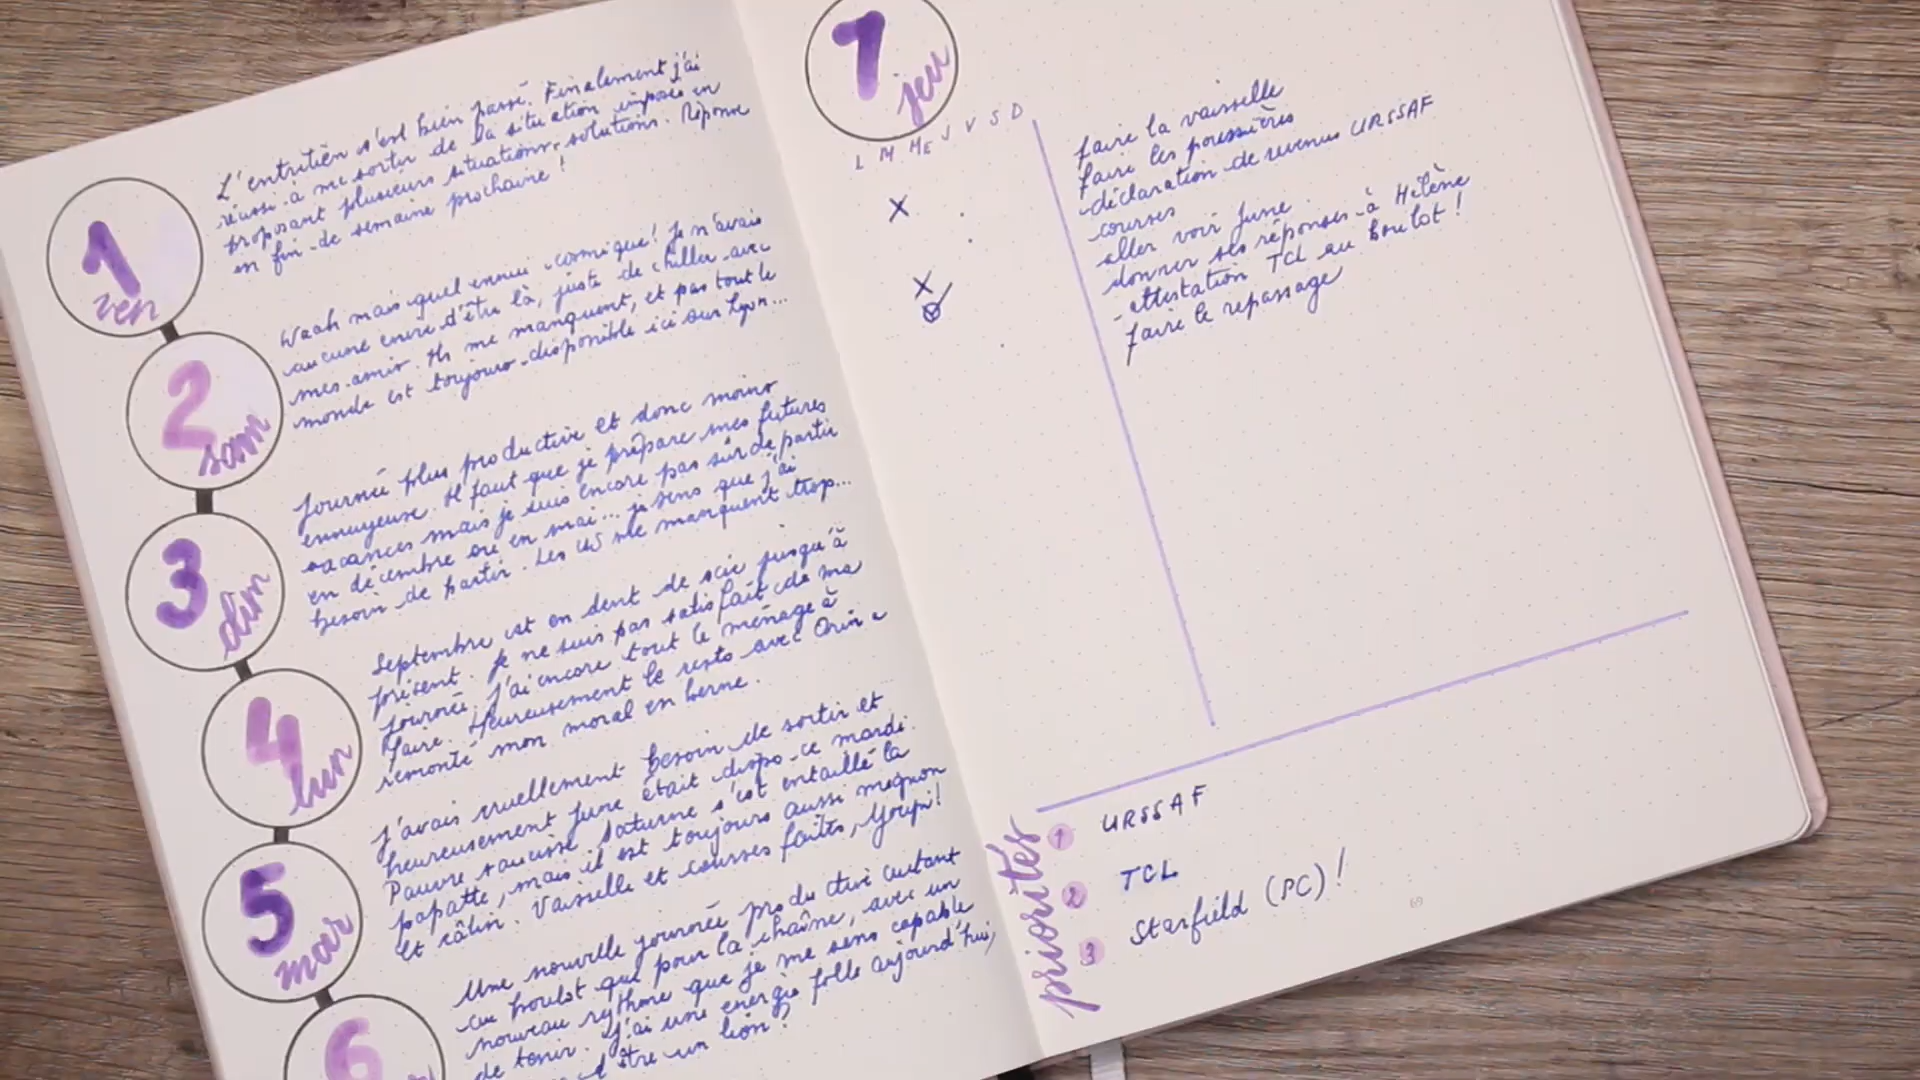 1
ven
L'entretien s'est bien passé. Finalement j'ai
réussi à me sortir de la situation imposée en
proposant plusieurs situations-solutions. Réponse
en fin de semaine prochaine !
2
sam
Waah mais quel ennui cosmique! Je n'avais
aucune envie d'être là, juste de chiller avec
mes amis. Ils me manquent, et pas tout le
monde est toujours disponible ici sur Lyon...
3
dim
Journée plus productive et donc moins
ennuyeuse. Il faut que je prépare mes futures
vacances mais je suis encore pas sûr de partir
en décembre ou en mai... je sens que j'ai
besoin de partir. Les US me manquent trop...
4
lun
Septembre est en dent de scie jusqu'à
présent. Je ne suis pas satisfait de ma
journée, j'ai encore tout le ménage à
faire. Heureusement le resto avec Orin a
remonté mon moral en berne.
5
mar
J'avais cruellement besoin de sortir et
heureusement June était dispo ce mardi.
Pauvre saucisse Saturne s'est entaillé la
papatte, mais il est toujours aussi mignon
et câlin. Vaisselle et courses faites, Youpi!
6
Une nouvelle journée productive autant
au boulot que pour la chaîne, avec un
nouveau rythme que je me sens capable
de tenir. J'ai une énergie folle aujourd'hui,
d'être un lion?
7
jeu
L M ME J V S D
faire la vaisselle
faire les poussières
déclaration de revenus URSSAF
courses
aller voir June
donner ses réponses à Hélène
attestation TCL au boulot !
faire le repassage
priorités
1 URSSAF
2 TCL
3 Starfield (PC) !
69